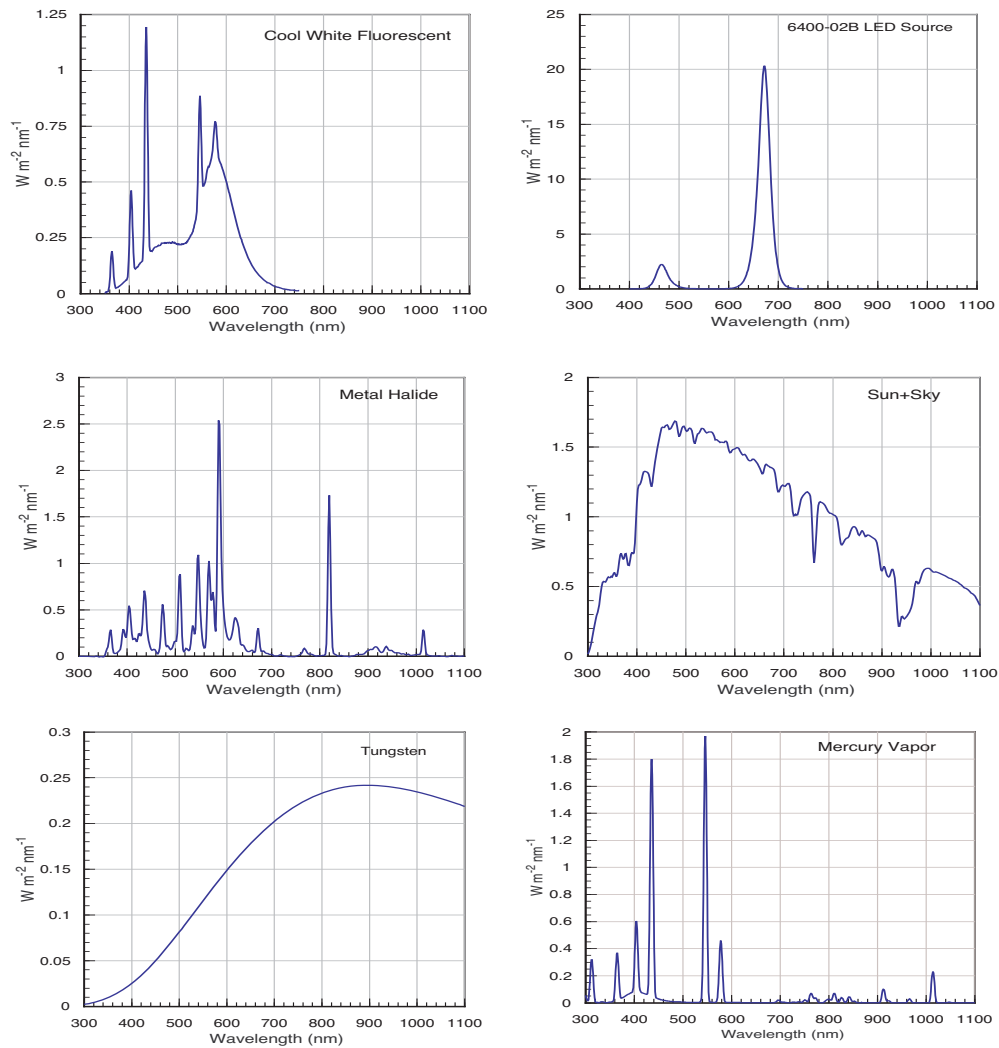 Cool White Fluorescent
W m-2 nm-1
1.25
1
0.75
0.5
0.25
0
300 400 500 600 700 800 900 1000 1100
Wavelength (nm)
6400-02B LED Source
W m-2 nm-1
25
20
15
10
5
0
300 400 500 600 700 800 900 1000 1100
Wavelength (nm)
Metal Halide
W m-2 nm-1
3
2.5
2
1.5
1
0.5
0
300 400 500 600 700 800 900 1000 1100
Wavelength (nm)
Sun+Sky
W m-2 nm-1
2
1.5
1
0.5
0
300 400 500 600 700 800 900 1000 1100
Wavelength (nm)
Tungsten
W m-2 nm-1
0.3
0.25
0.2
0.15
0.1
0.05
0
300 400 500 600 700 800 900 1000 1100
Wavelength (nm)
Mercury Vapor
W m-2 nm-1
2
1.8
1.6
1.4
1.2
1
0.8
0.6
0.4
0.2
0
300 400 500 600 700 800 900 1000 1100
Wavelength (nm)